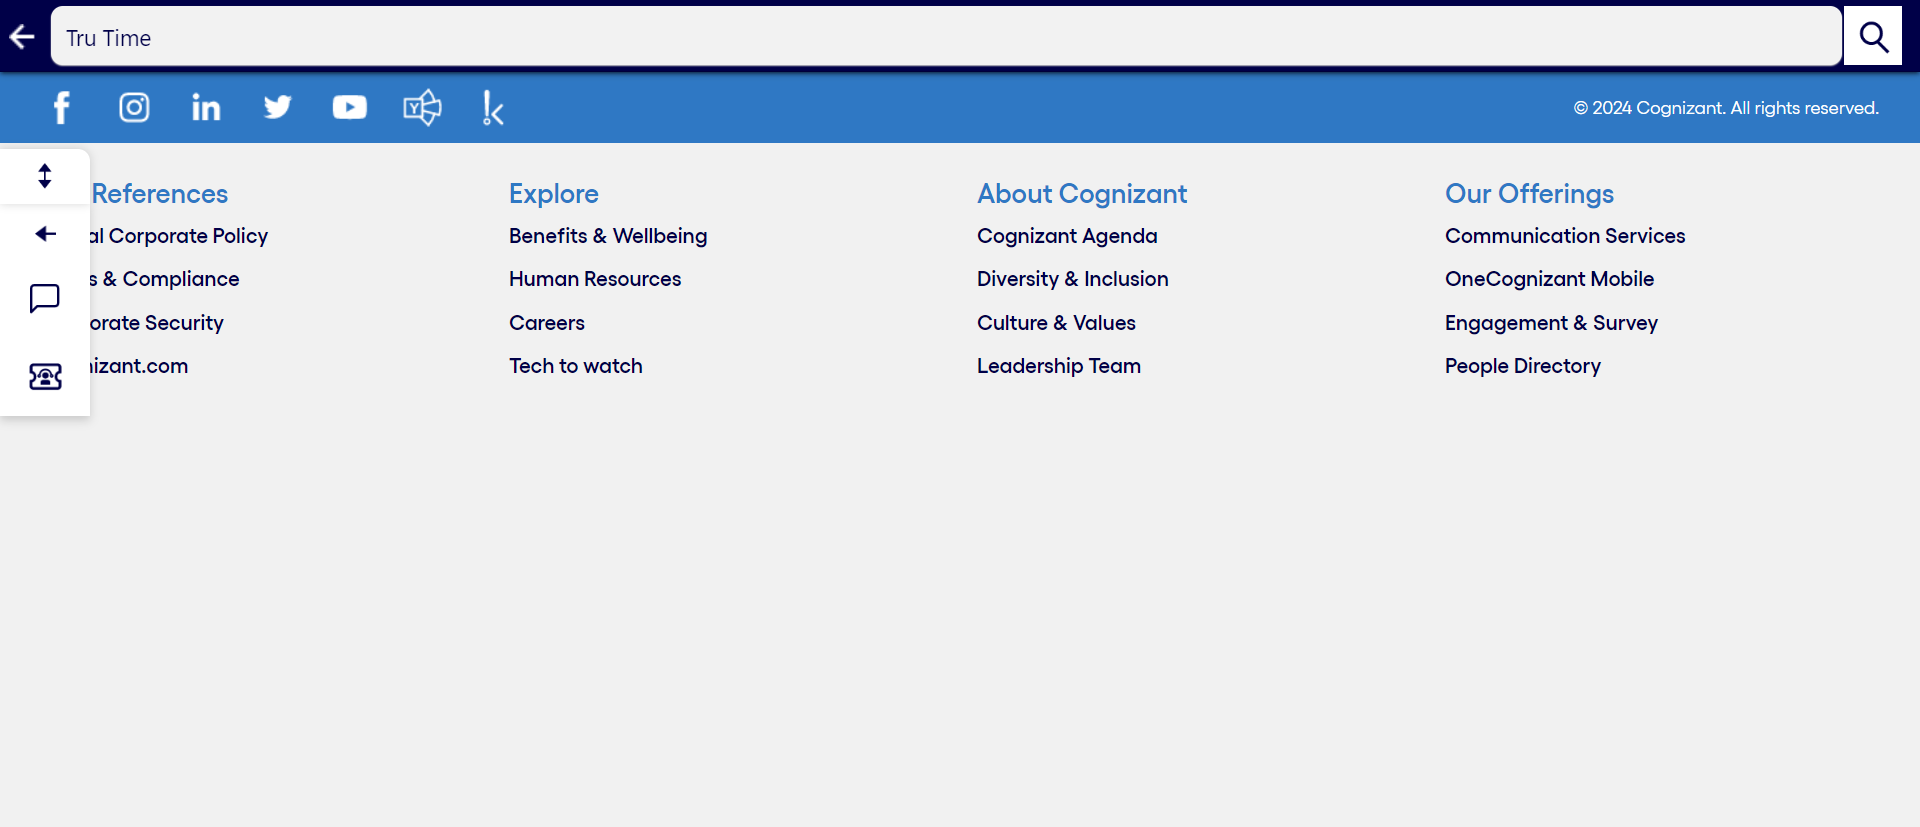 Tru Time
© 2024 Cognizant. All rights reserved.
References
al Corporate Policy
s & Compliance
orate Security
nizant.com
Explore
Benefits & Wellbeing
Human Resources
Careers
Tech to watch
About Cognizant
Cognizant Agenda
Diversity & Inclusion
Culture & Values
Leadership Team
Our Offerings
Communication Services
OneCognizant Mobile
Engagement & Survey
People Directory